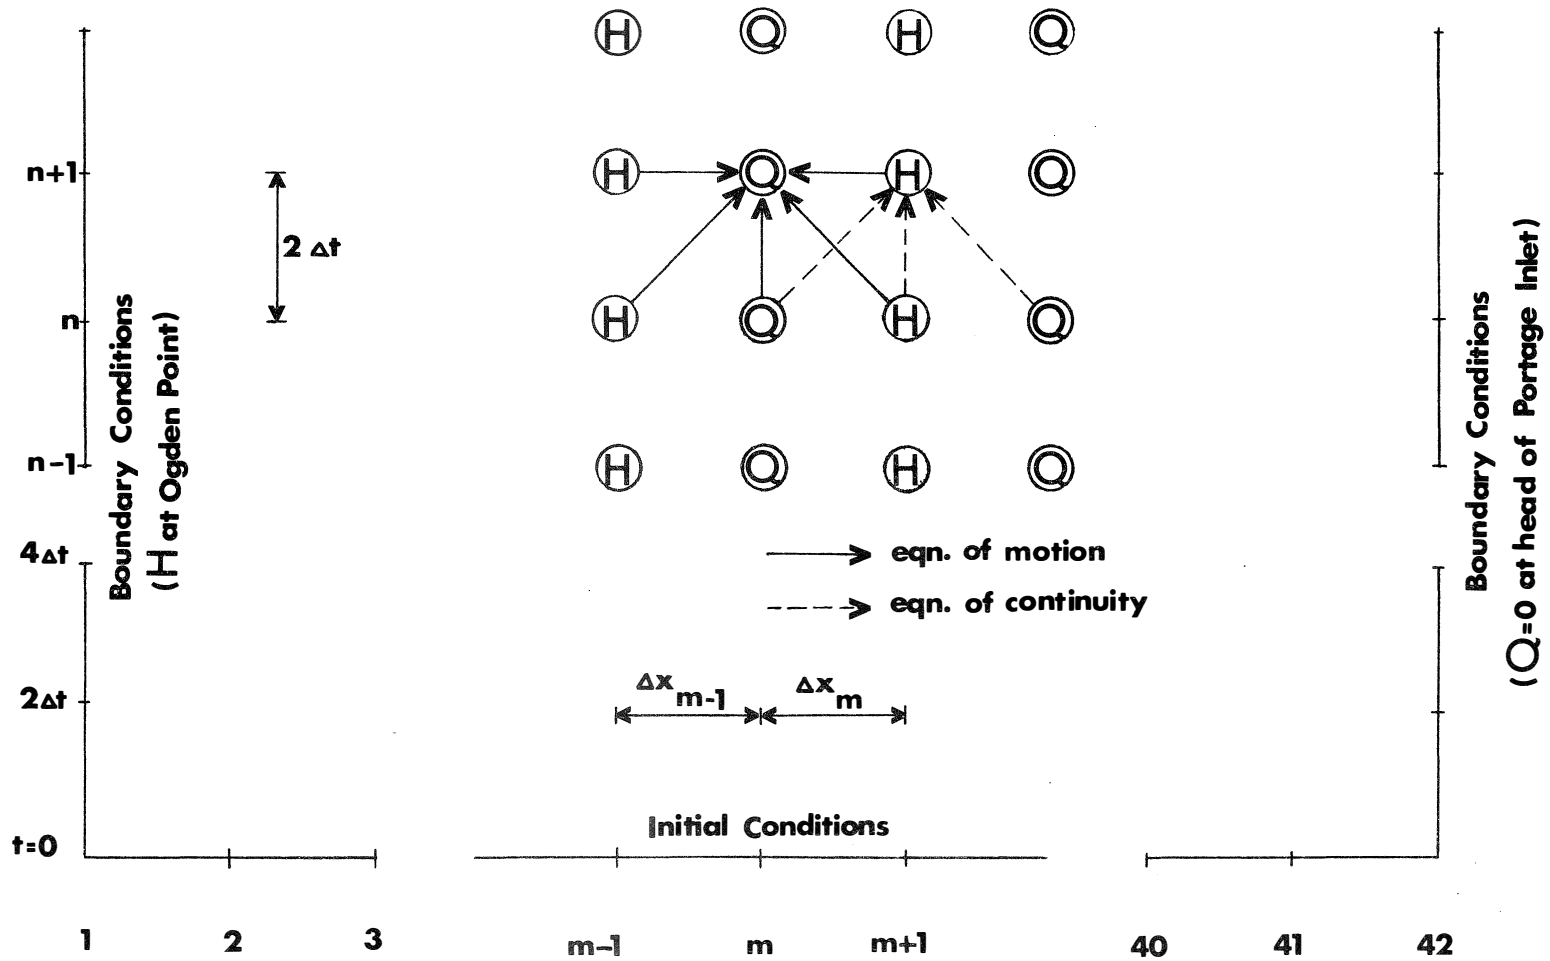 H Q H Q
n+1 H Q H Q
2 Δt
n H Q H Q
n-1 H Q H Q
Boundary Conditions
(H at Ogden Point)
Boundary Conditions
(Q=0 at head of Portage Inlet)
4Δt
eqn. of motion
eqn. of continuity
2Δt
Δx m-1 Δx m
Initial Conditions
t=0
1 2 3 m-1 m m+1 40 41 42